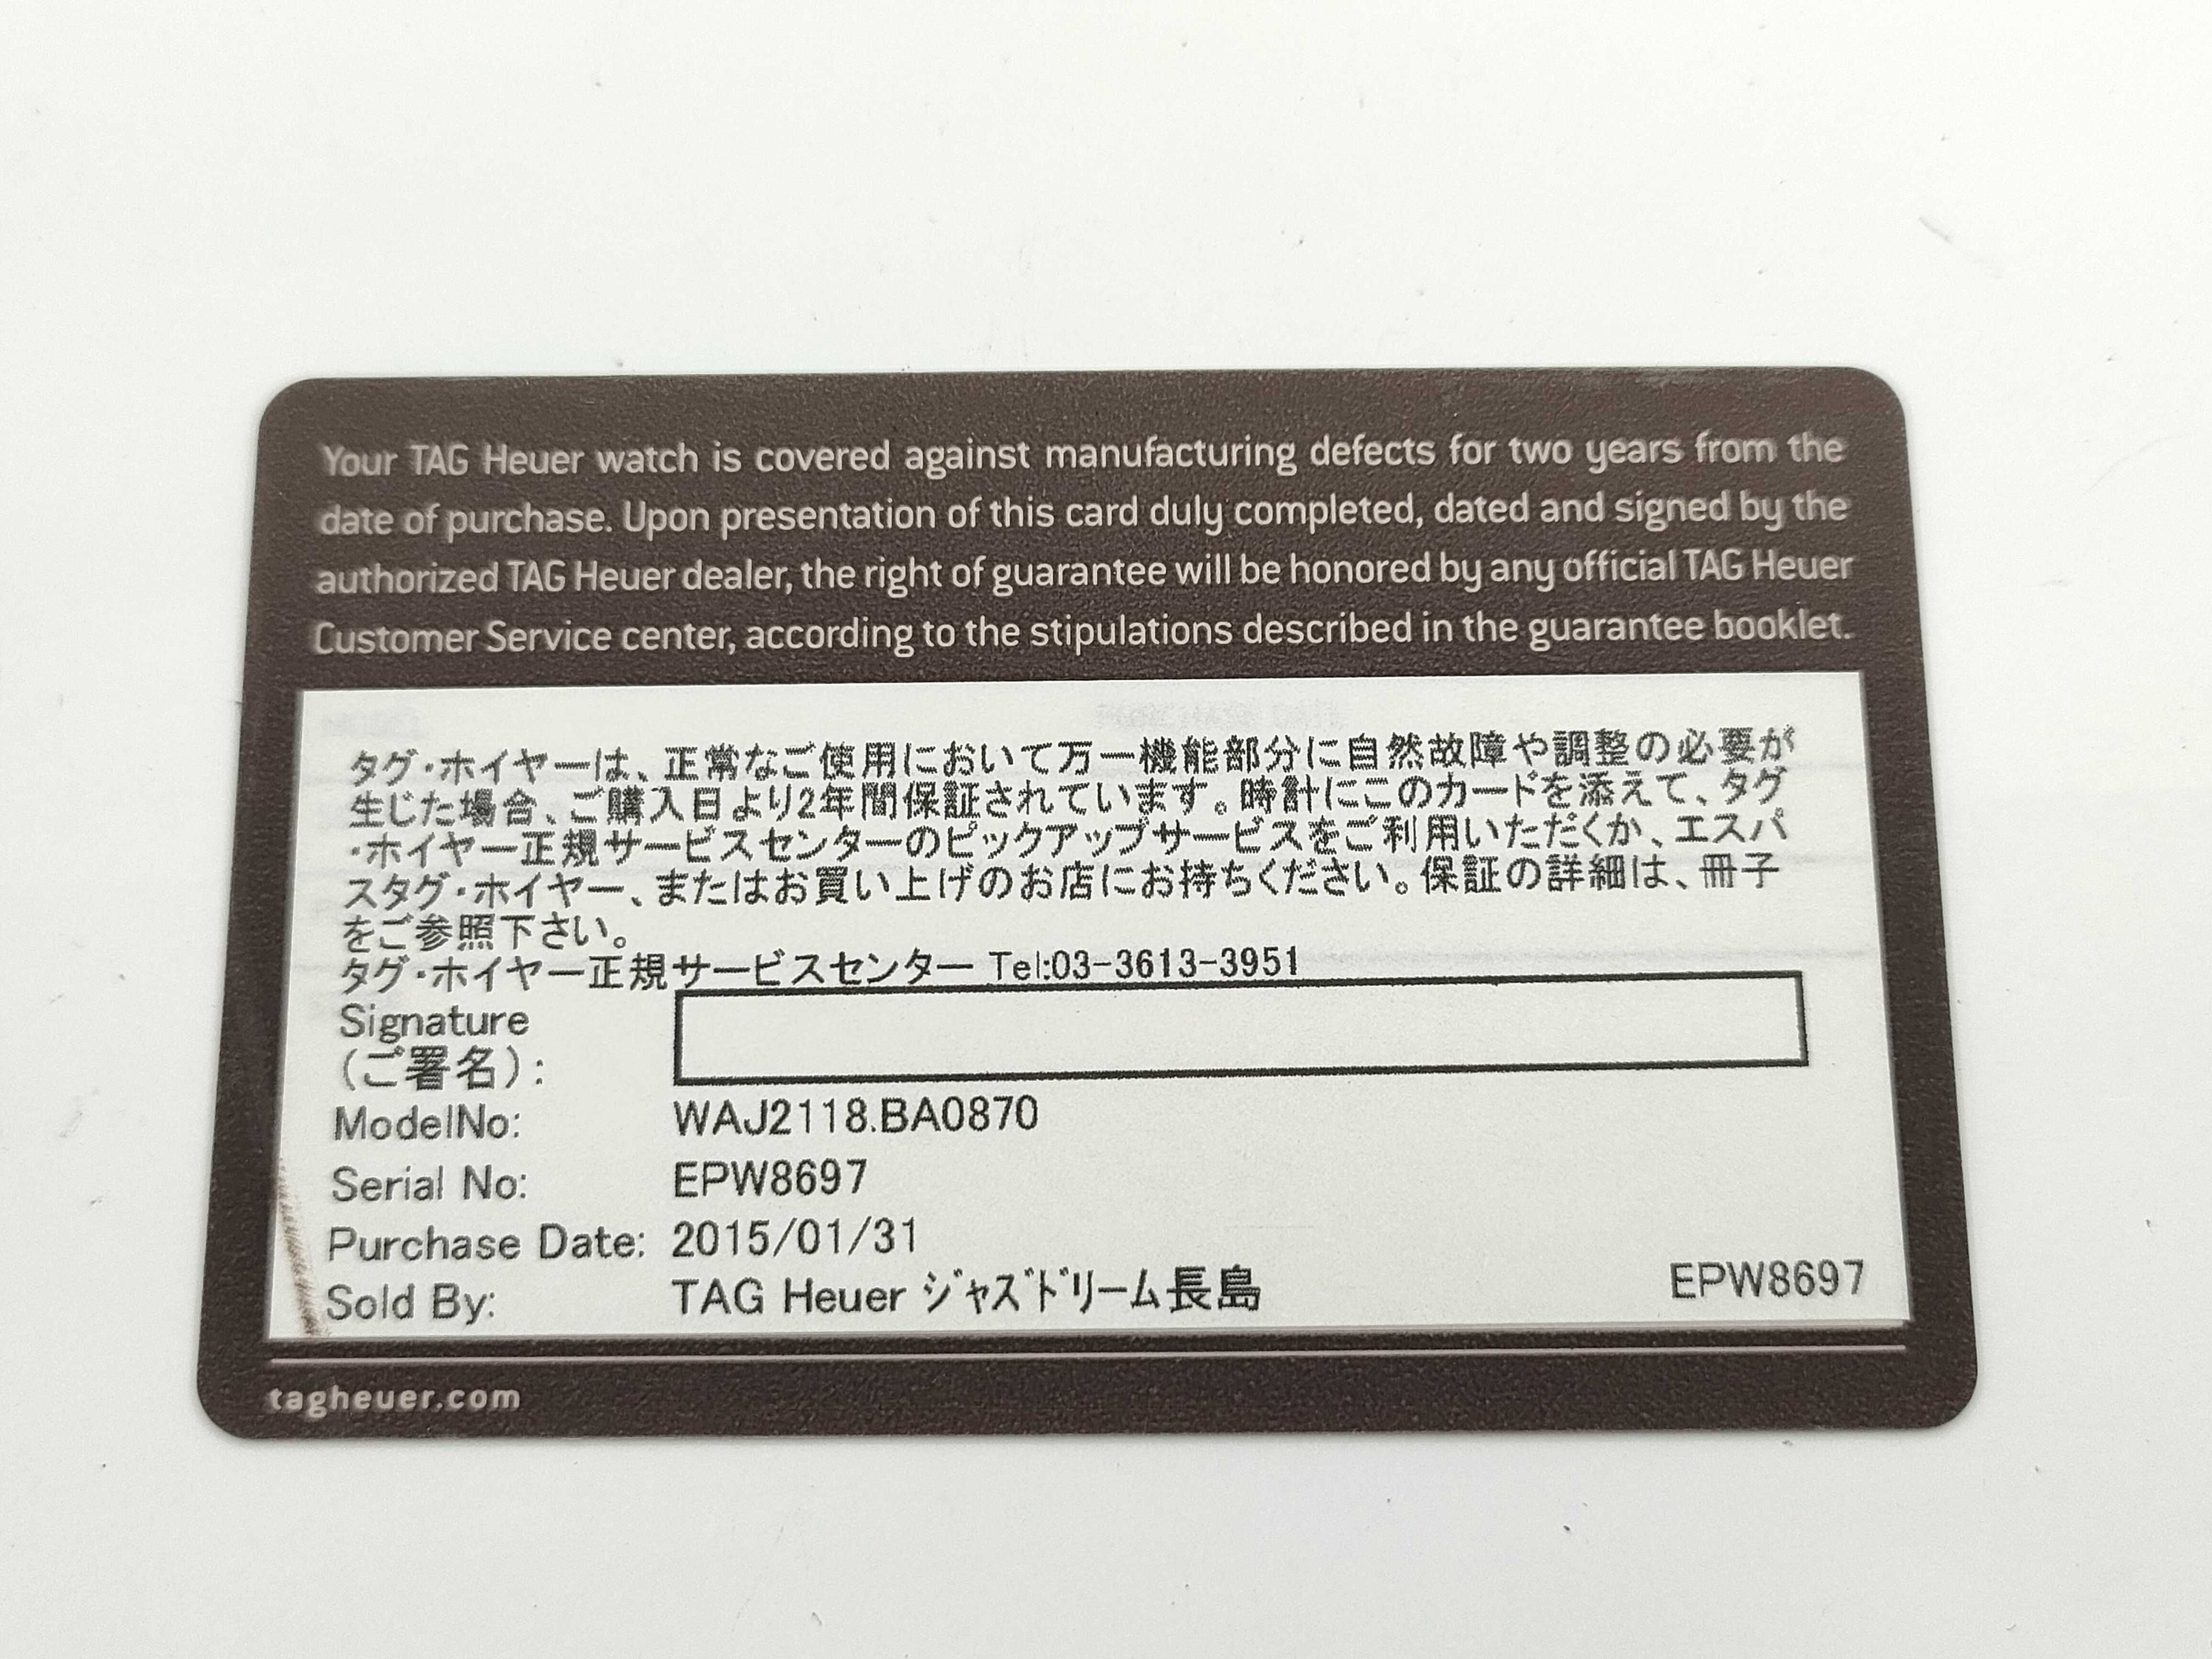 Your TAG Heuer watch is covered against manufacturing defects for two years from the
date of purchase. Upon presentation of this card duly completed, dated and signed by the
authorized TAG Heuer dealer, the right of guarantee will be honored by any official TAG Heuer
Customer Service center, according to the stipulations described in the guarantee booklet.
タグ・ホイヤーは、正常なご使用において万一機能部分に自然故障や調整の必要が
生じた場合、ご購入日より2年間保証されています。時計にこのカードを添えて、タグ
・ホイヤー正規サービスセンターのピックアップサービスをご利用いただくか、エスパ
スタグ・ホイヤー、またはお買い上げのお店にお持ちください。保証の詳細は、冊子
をご参照下さい。
タグ・ホイヤー正規サービスセンター Tel:03-3613-3951
Signature
(ご署名):
ModelNo: WAJ2118.BA0870
Serial No: EPW8697
Purchase Date: 2015/01/31
Sold By: TAG Heuer ジャズドリーム長島 EPW8697
tagheuer.com